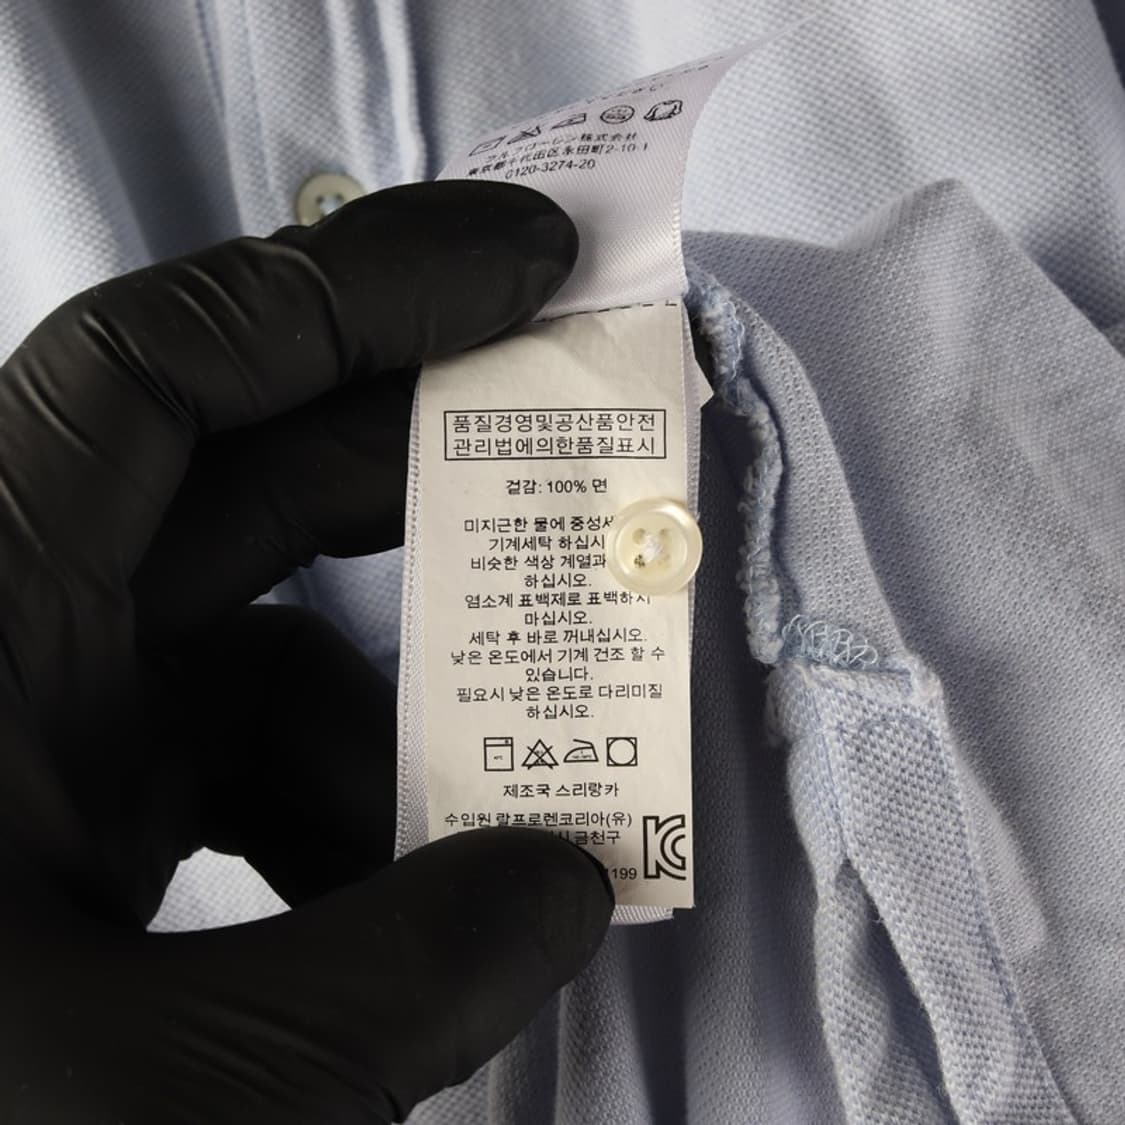 ラルフローレン株式会社
東京都千代田区永田町2-10-1
0120-3274-20
품질경영및공산품안전
관리법에의한품질표시
겉감: 100% 면
미지근한 물에 중성세
기계세탁 하십시
비슷한 색상 계열과
하십시오.
염소계 표백제로 표백하지
마십시오.
세탁 후 바로 꺼내십시오.
낮은 온도에서 기계 건조 할 수
있습니다.
필요시 낮은 온도로 다리미질
하십시오.
제조국 스리랑카
수입원 랄프로렌코리아(유)
시 금천구
1199